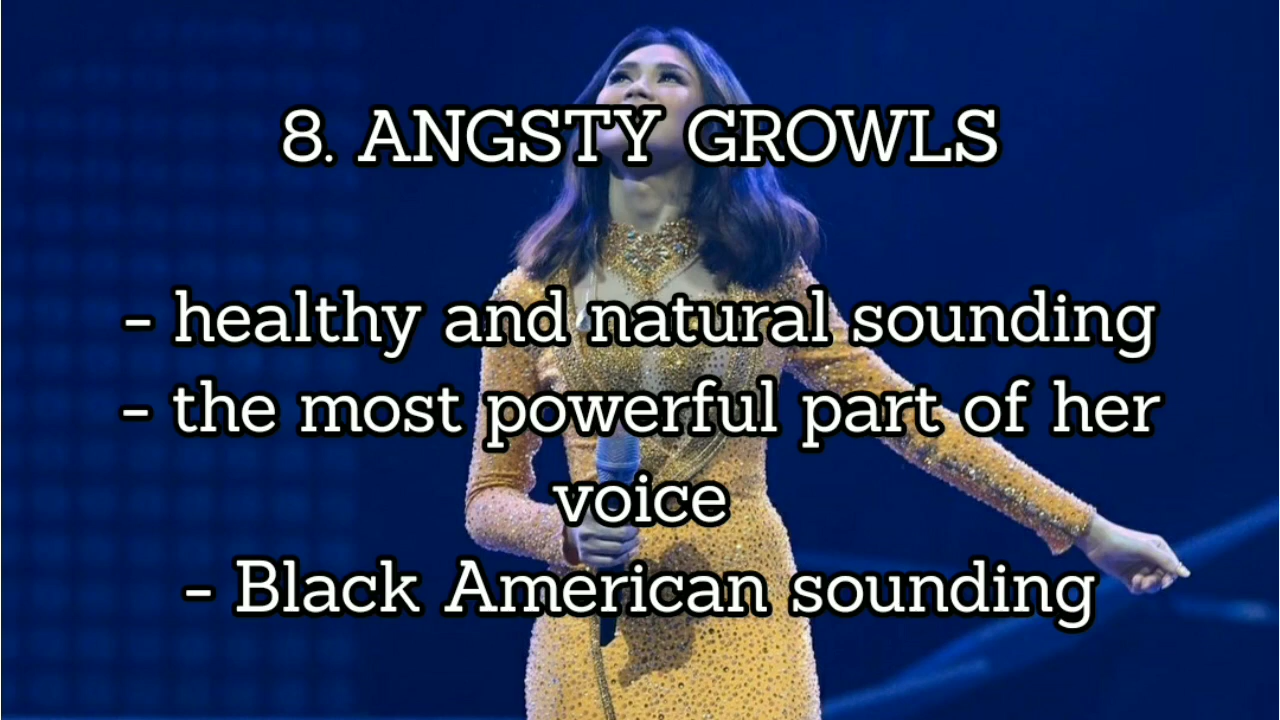 8. ANGSTY GROWLS
- healthy and natural sounding
- the most powerful part of her
voice
- Black American sounding